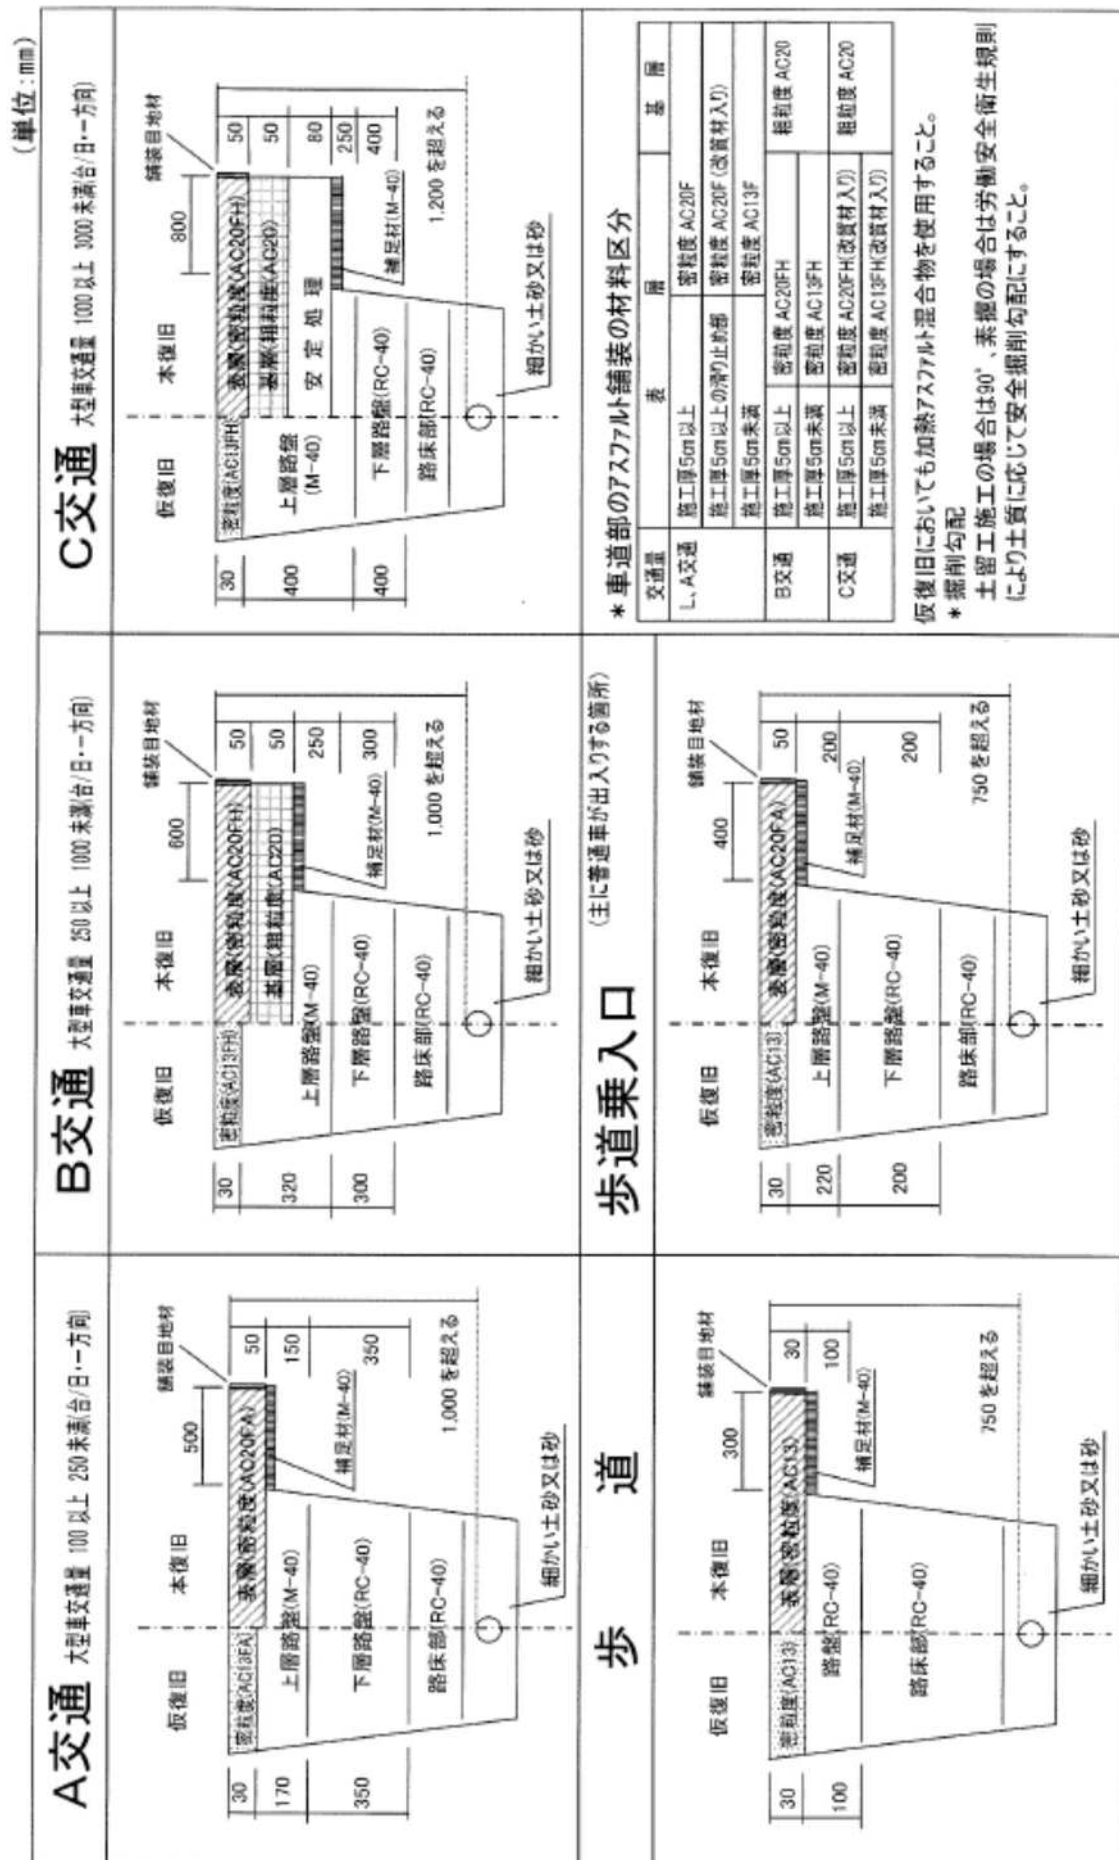 (単位:mm)
A交通 大型車交通量 100以上 250未満(台/日・一方向)
仮復旧 本復旧
500
舗装目地材
密粒度(AC13FA)
表層(密粒度(AC20FA)
上層路盤(M-40)
下層路盤(RC-40)
路床部(RC-40)
補足材(M-40)
細かい土砂又は砂
30
170
350
50
150
350
1,000を超える
B交通 大型車交通量 250以上 1000未満(台/日・一方向)
仮復旧 本復旧
600
舗装目地材
密粒度(AC13FH)
表層(密粒度(AC20FH)
基層(粗粒度(AC20)
上層路盤(M-40)
下層路盤(RC-40)
路床部(RC-40)
補足材(M-40)
細かい土砂又は砂
30
320
300
50
50
250
300
1,000を超える
C交通 大型車交通量 1000以上 3000未満(台/日・一方向)
仮復旧 本復旧
800
舗装目地材
密粒度(AC13FH)
表層(密粒度(AC20FH)
基層(粗粒度(AC20)
安定処理
上層路盤
(M-40)
下層路盤(RC-40)
路床部(RC-40)
補足材(M-40)
細かい土砂又は砂
30
400
400
50
50
80
250
400
1,200を超える
歩道
仮復旧 本復旧
300
舗装目地材
密粒度(AC13)
表層(密粒度(AC13)
路盤(RC-40)
路床部(RC-40)
補足材(M-40)
細かい土砂又は砂
30
100
30
100
750を超える
歩道乗入口 (主に普通車が出入りする箇所)
仮復旧 本復旧
400
舗装目地材
密粒度(AC13)
表層(密粒度(AC20FA)
上層路盤(M-40)
下層路盤(RC-40)
路床部(RC-40)
補足材(M-40)
細かい土砂又は砂
30
220
200
50
200
200
750を超える
*車道部のアスファルト舗装の材料区分
交通量 表層 基層
L、A交通 施工厚5cm以上 密粒度 AC20F
施工厚5cm以上の滑り止め部 密粒度 AC20F(改質材入り)
施工厚5cm未満 密粒度 AC13F
B交通 施工厚5cm以上 密粒度 AC20FH 粗粒度 AC20
施工厚5cm未満 密粒度 AC13FH
C交通 施工厚5cm以上 密粒度 AC20FH(改質材入り) 粗粒度 AC20
施工厚5cm未満 密粒度 AC13FH(改質材入り)
仮復旧においても加熱アスファルト混合物を使用すること。
*掘削勾配
土留工施工の場合は90°、素掘の場合は労働安全衛生規則
により土質に応じて安全掘削勾配にすること。